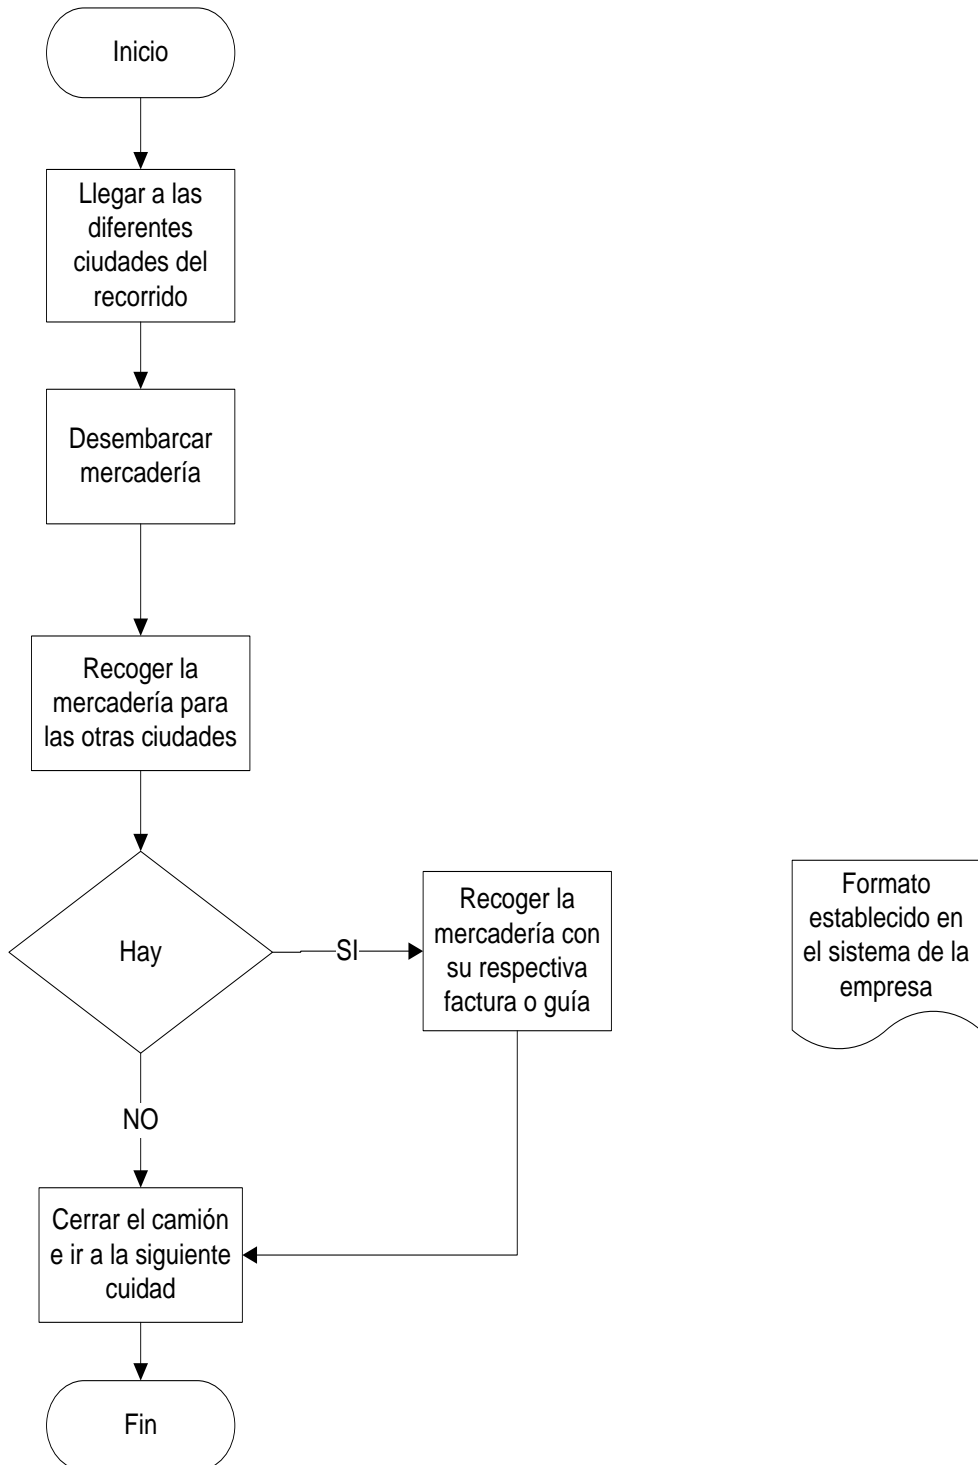 Inicio
Llegar a las
diferentes
ciudades del
recorrido
Desembarcar
mercadería
Recoger la
mercadería para
las otras ciudades
Hay
SI
Recoger la
mercadería con
su respectiva
factura o guía
Formato
establecido en
el sistema de la
empresa
NO
Cerrar el camión
e ir a la siguiente
cuidad
Fin